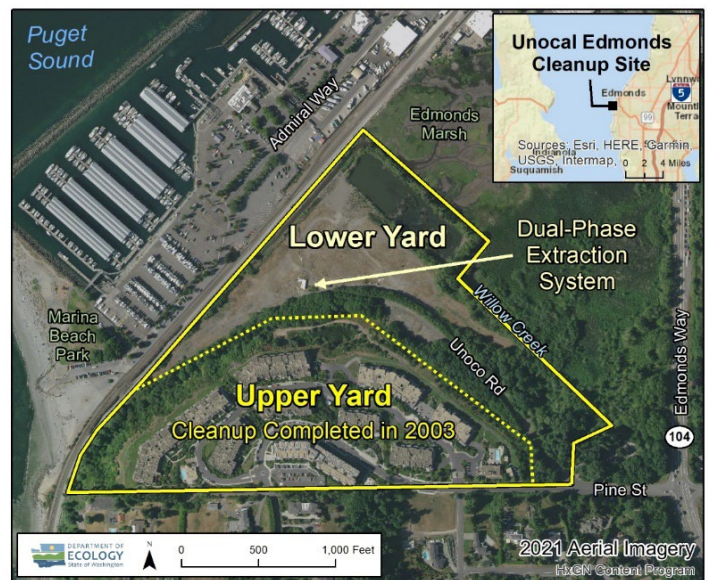 Puget
Sound
Admiral Way
Edmonds
Marsh
Unocal Edmonds
Cleanup Site
Edmonds
Lynnw
5
Mountl
Terra
99
Sources: Esri, HERE, Garmin,
USGS, Intermap,
Indianola
Suquamish
0 2 4 Miles
Lower Yard
Dual-Phase
Extraction
System
Willow Creek
Marina
Beach
Park
Unoco Rd
Edmonds Way
104
Upper Yard
Cleanup Completed in 2003
Pine St
DEPARTMENT OF
ECOLOGY
State of Washington
N
0 500 1,000 Feet
2021 Aerial Imagery
HxGN Content Program